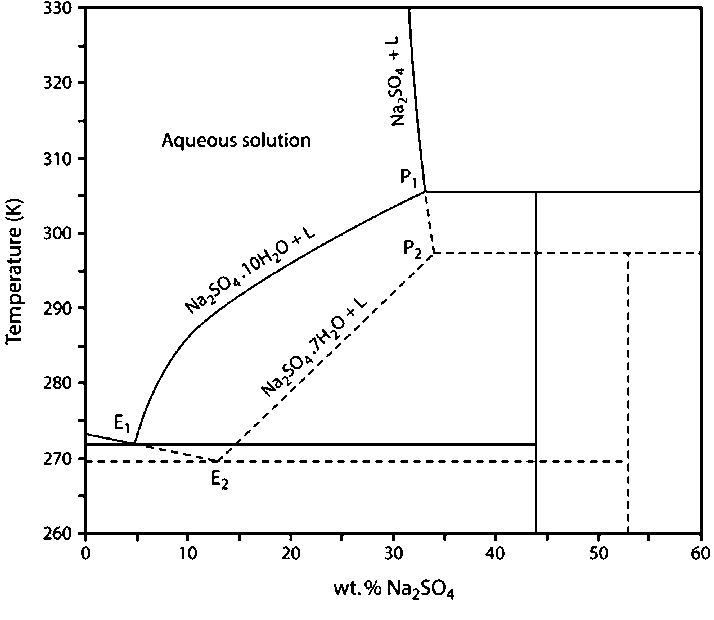 330
320
310
300
290
280
270
260
Temperature (K)
Aqueous solution
Na₂SO₄ + L
P₁
P₂
Na₂SO₄.10H₂O + L
Na₂SO₄.7H₂O + L
E₁
E₂
0 10 20 30 40 50 60
wt.% Na₂SO₄